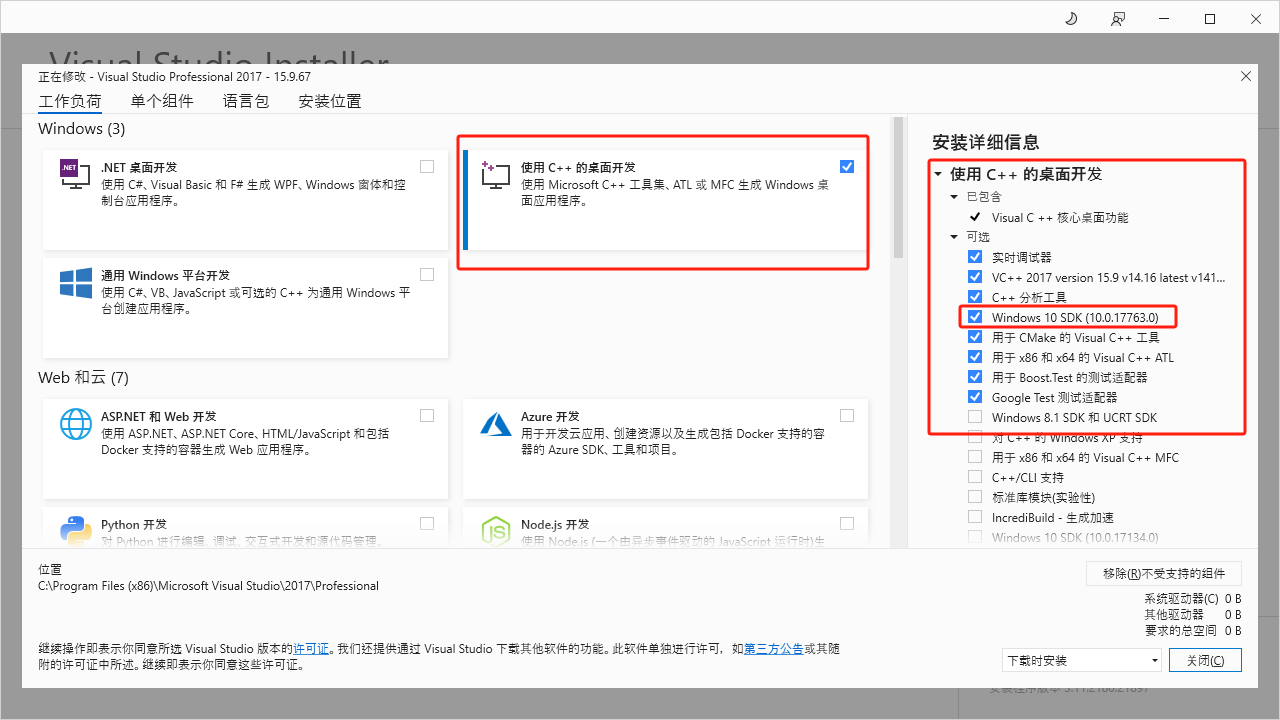 Visual Studio Installer
正在修改 - Visual Studio Professional 2017 - 15.9.67
工作负荷 单个组件 语言包 安装位置
Windows (3)
.NET
.NET 桌面开发
使用 C#、Visual Basic 和 F# 生成 WPF、Windows 窗体和控
制台应用程序。
使用 C++ 的桌面开发
使用 Microsoft C++ 工具集、ATL 或 MFC 生成 Windows 桌
面应用程序。
通用 Windows 平台开发
使用 C#、VB、JavaScript 或可选的 C++ 为通用 Windows 平
台创建应用程序。
Web 和云 (7)
ASP.NET 和 Web 开发
使用 ASP.NET、ASP.NET Core、HTML/JavaScript 和包括
Docker 支持的容器生成 Web 应用程序。
Azure 开发
用于开发云应用、创建资源以及生成包括 Docker 支持的容
器的 Azure SDK、工具和项目。
Python 开发
对 Python 进行编辑、调试、交互式开发和源代码管理。
Node.js 开发
使用 Node.js (一个由异步事件驱动的 JavaScript 运行时)生
安装详细信息
使用 C++ 的桌面开发
已包含
Visual C ++ 核心桌面功能
可选
实时调试器
VC++ 2017 version 15.9 v14.16 latest v141...
C++ 分析工具
Windows 10 SDK (10.0.17763.0)
用于 CMake 的 Visual C++ 工具
用于 x86 和 x64 的 Visual C++ ATL
用于 Boost.Test 的测试适配器
Google Test 测试适配器
Windows 8.1 SDK 和 UCRT SDK
对 C++ 的 Windows XP 支持
用于 x86 和 x64 的 Visual C++ MFC
C++/CLI 支持
标准库模块(实验性)
IncrediBuild - 生成加速
Windows 10 SDK (10.0.17134.0)
位置
C:\Program Files (x86)\Microsoft Visual Studio\2017\Professional
移除(R)不受支持的组件
系统驱动器(C) 0 B
其他驱动器 0 B
要求的总空间 0 B
继续操作即表示你同意所选 Visual Studio 版本的许可证。我们还提供通过 Visual Studio 下载其他软件的功能。此软件单独进行许可，如第三方公告或其随
附的许可证中所述。继续即表示你同意这些许可证。
下载时安装
关闭(C)